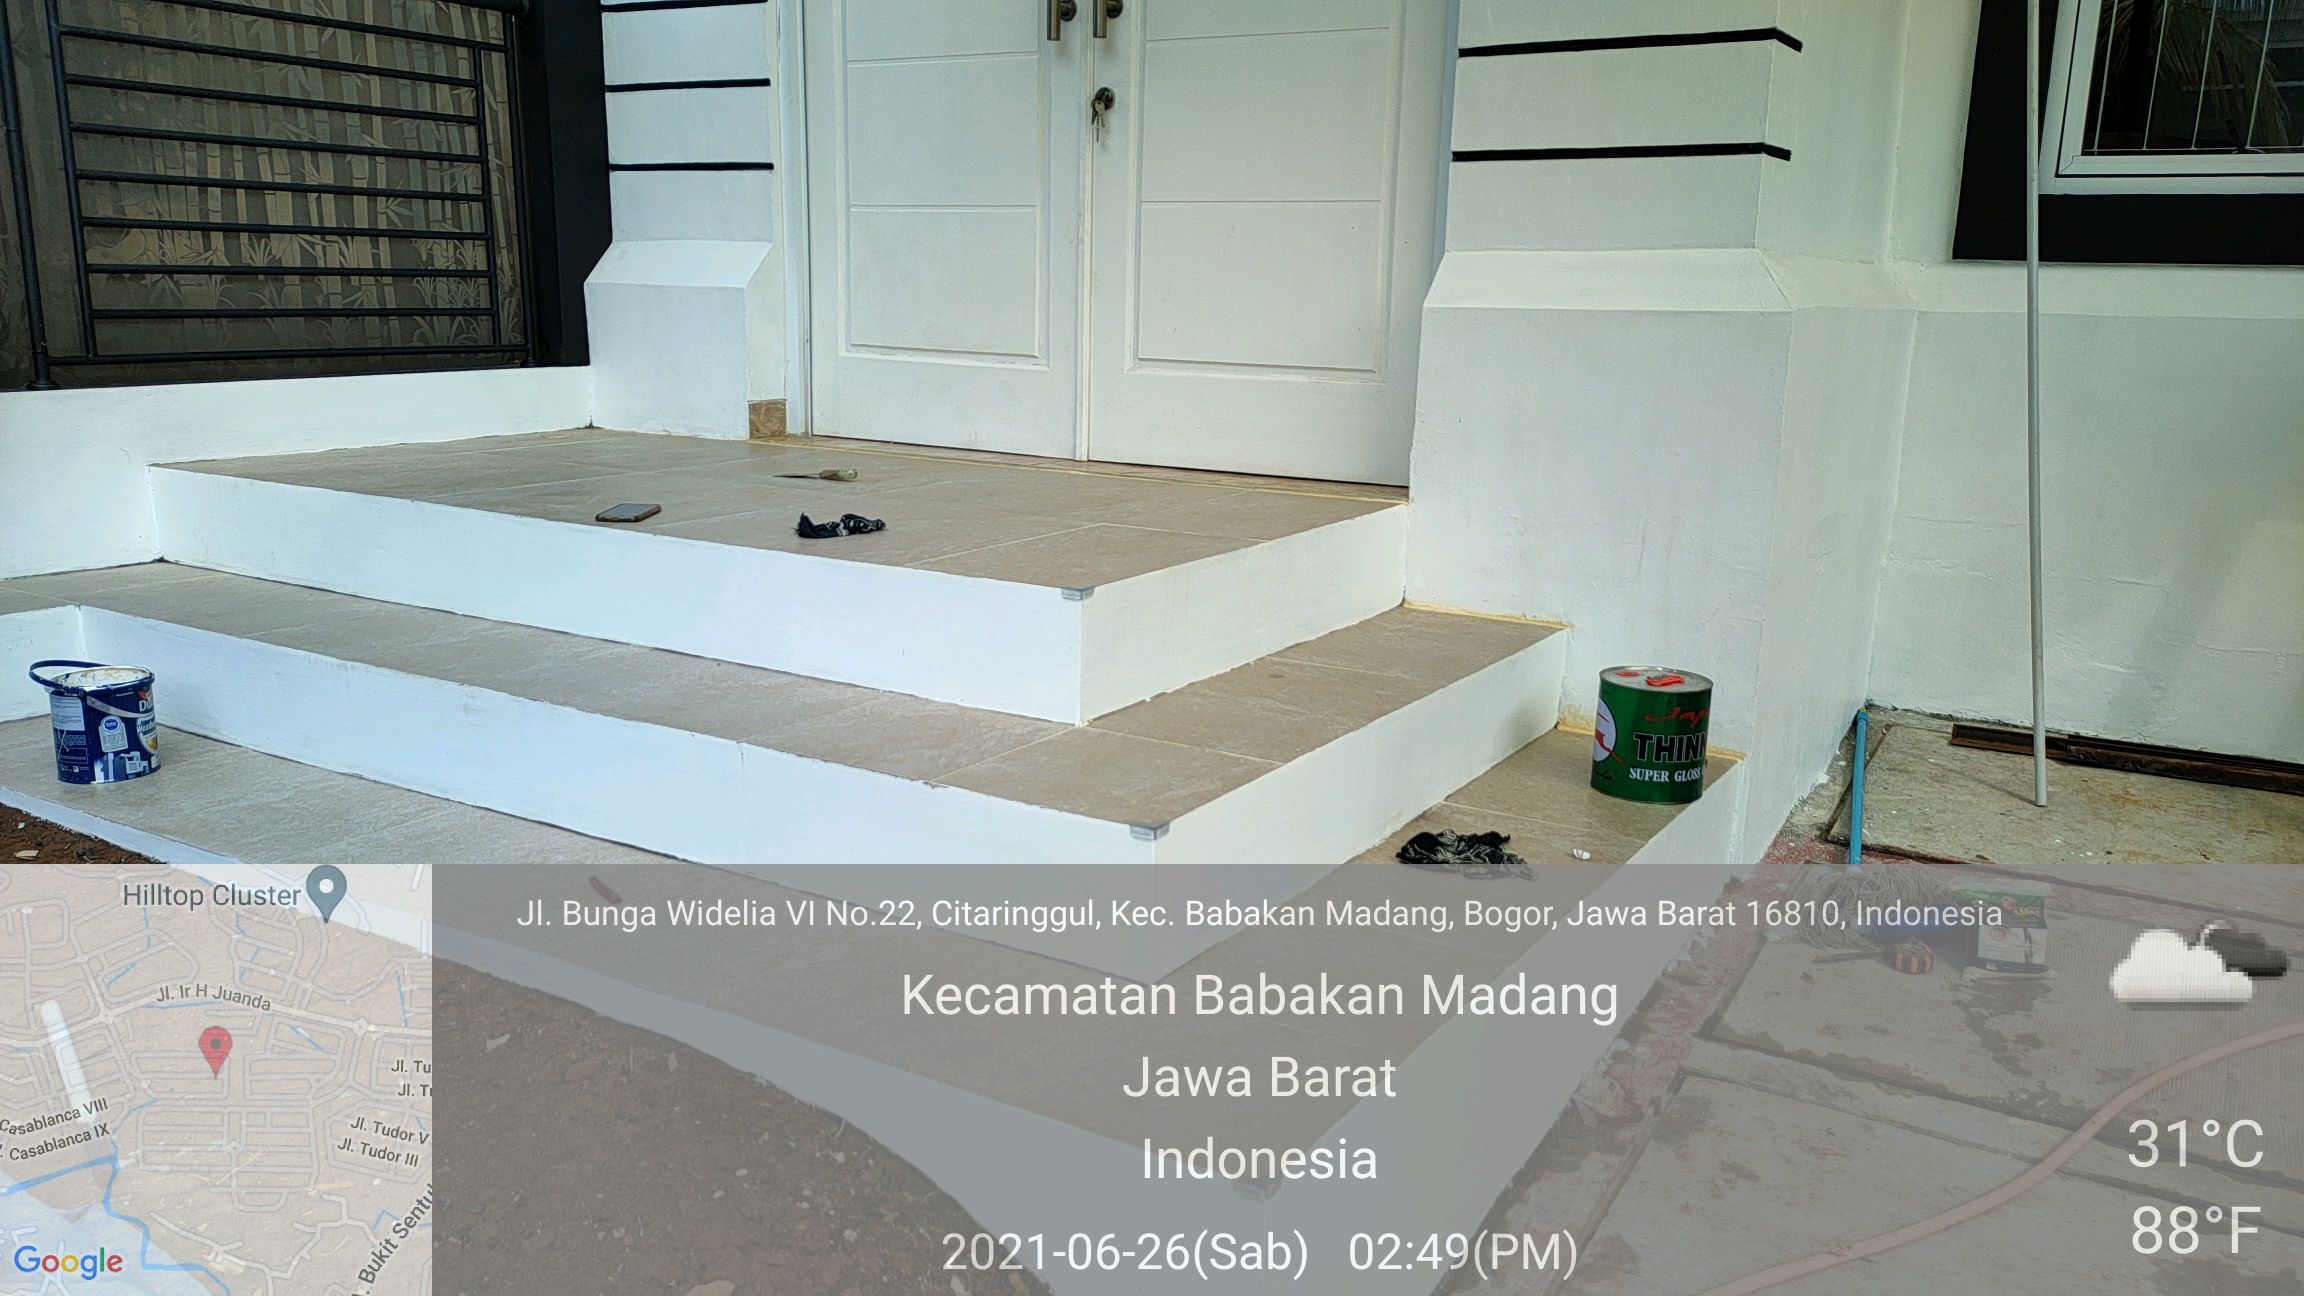 THINN
SUPER GLOSS
Hilltop Cluster
Jl. Ir H Juanda
Jl. Tu
Jl. Tu
Casablanca VIII
Casablanca IX
Jl. Tudor V
Jl. Tudor III
Bukit Sentul
Google
Jl. Bunga Widelia VI No.22, Citaringgul, Kec. Babakan Madang, Bogor, Jawa Barat 16810, Indonesia
Kecamatan Babakan Madang
Jawa Barat
Indonesia
2021-06-26(Sab) 02:49(PM)
31°C
88°F